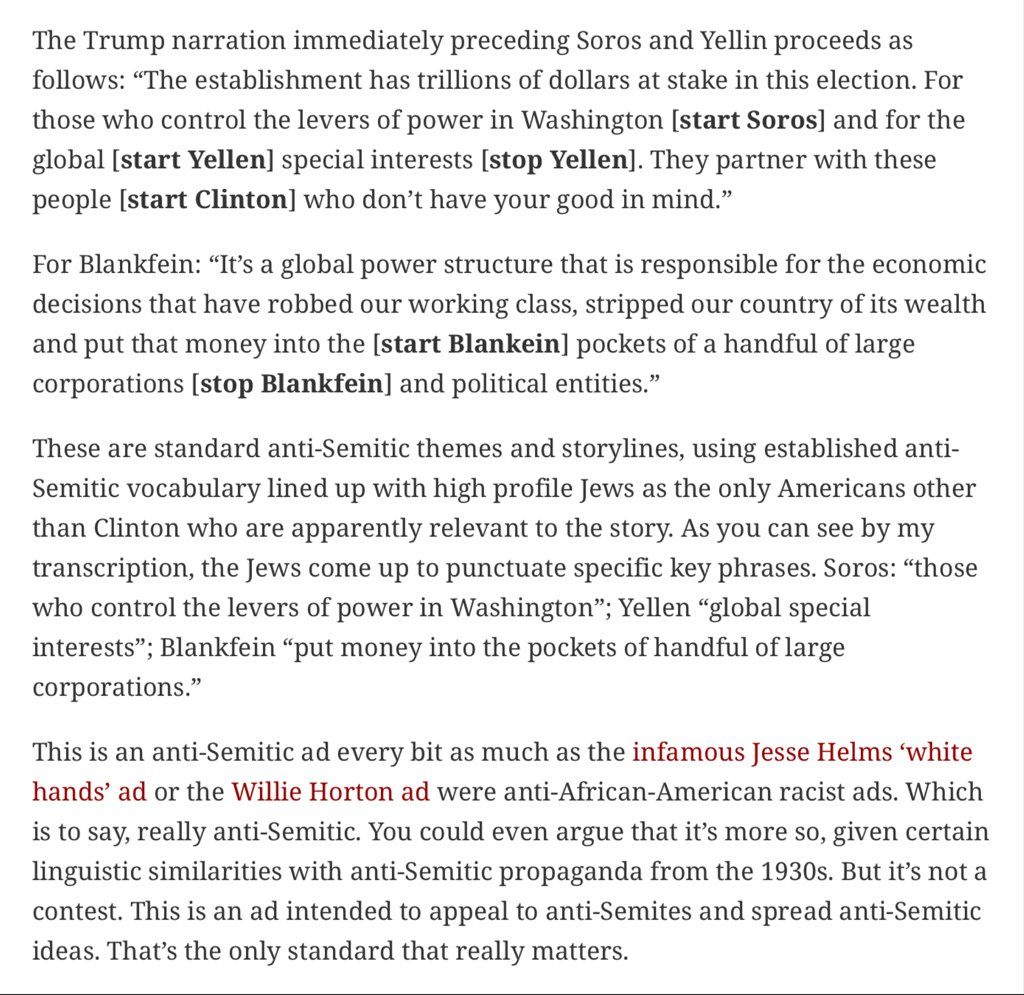 The Trump narration immediately preceding Soros and Yellin proceeds as
follows: “The establishment has trillions of dollars at stake in this election. For
those who control the levers of power in Washington [start Soros] and for the
global [start Yellen] special interests [stop Yellen]. They partner with these
people [start Clinton] who don’t have your good in mind.”
For Blankfein: “It’s a global power structure that is responsible for the economic
decisions that have robbed our working class, stripped our country of its wealth
and put that money into the [start Blankein] pockets of a handful of large
corporations [stop Blankfein] and political entities.”
These are standard anti-Semitic themes and storylines, using established anti-
Semitic vocabulary lined up with high profile Jews as the only Americans other
than Clinton who are apparently relevant to the story. As you can see by my
transcription, the Jews come up to punctuate specific key phrases. Soros: “those
who control the levers of power in Washington”; Yellen “global special
interests”; Blankfein “put money into the pockets of handful of large
corporations.”
This is an anti-Semitic ad every bit as much as the infamous Jesse Helms ‘white
hands’ ad or the Willie Horton ad were anti-African-American racist ads. Which
is to say, really anti-Semitic. You could even argue that it’s more so, given certain
linguistic similarities with anti-Semitic propaganda from the 1930s. But it’s not a
contest. This is an ad intended to appeal to anti-Semites and spread anti-Semitic
ideas. That’s the only standard that really matters.